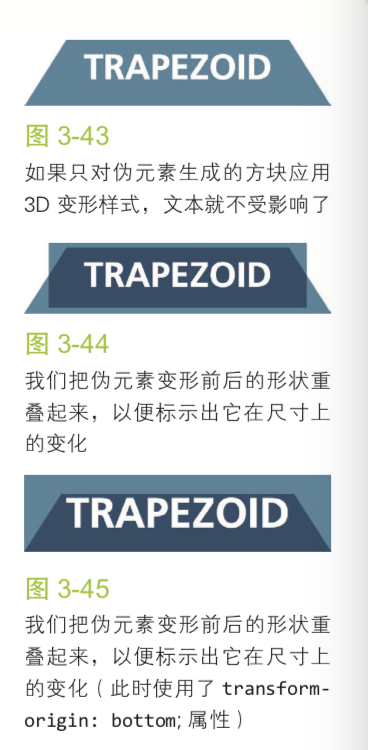 TRAPEZOID
图 3-43
如果只对伪元素生成的方块应用
3D 变形样式，文本就不受影响了
TRAPEZOID
图 3-44
我们把伪元素变形前后的形状重
叠起来，以便标示出它在尺寸上
的变化
TRAPEZOID
图 3-45
我们把伪元素变形前后的形状重
叠起来，以便标示出它在尺寸上
的变化（此时使用了 transform-
origin: bottom; 属性）